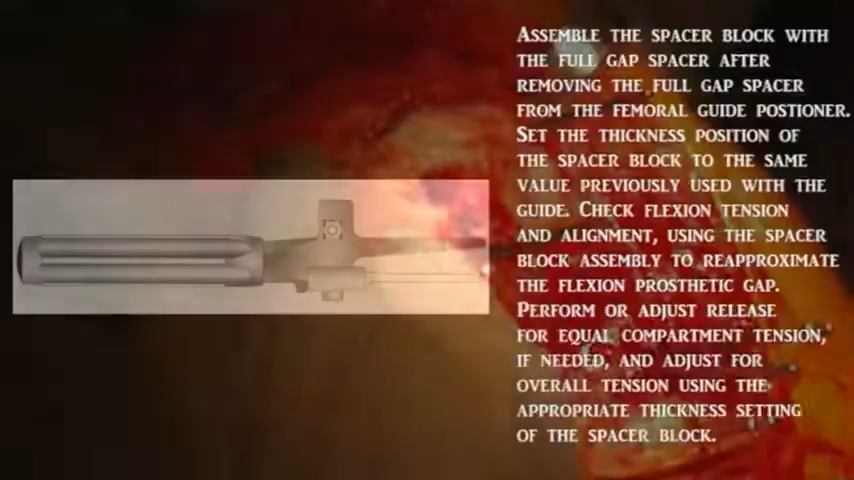 Assemble the spacer block with
the full gap spacer after
removing the full gap spacer
from the femoral guide postioner.
Set the thickness position of
the spacer block to the same
value previously used with the
guide. Check flexion tension
and alignment, using the spacer
block assembly to reapproximate
the flexion prosthetic gap.
Perform or adjust release
for equal compartment tension,
if needed, and adjust for
overall tension using the
appropriate thickness setting
of the spacer block.